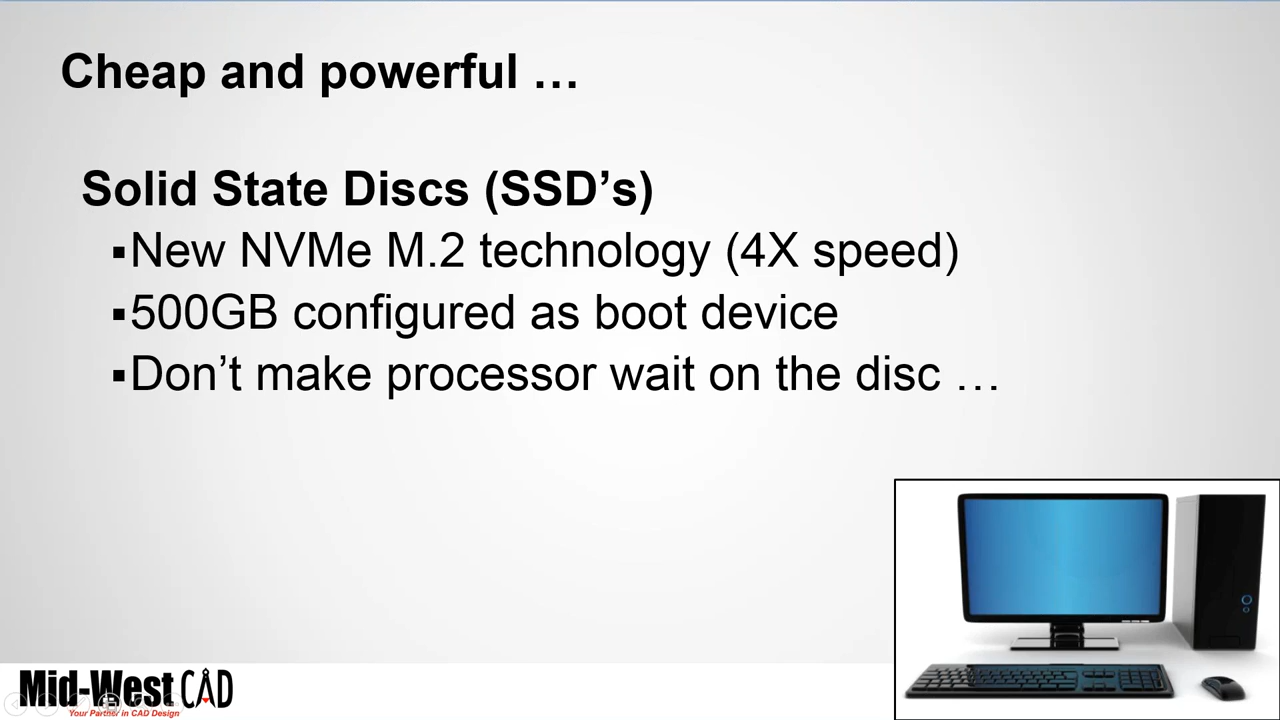 Cheap and powerful …
Solid State Discs (SSD’s)
▪New NVMe M.2 technology (4X speed)
▪500GB configured as boot device
▪Don’t make processor wait on the disc …
Mid-West CAD
Your Partner in CAD Design